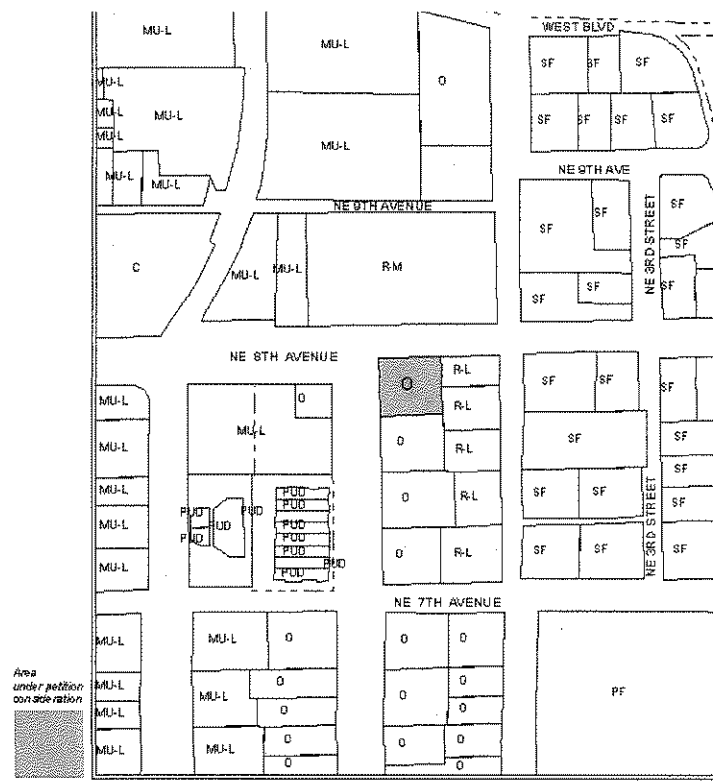 MU-L MU-L WEST BLVD
SF SF SF
MU-L O
MU-L MU-L
MU-L MU-L SF SF SF SF
MU-L
MU-L MU-L NE 9TH AVE
NE 9TH AVENUE SF SF SF
NE 3RD STREET
C MU-L MU-L R-M SF SF
SF SF SF
NE 8TH AVENUE
O R-L SF SF SF
MU-L O R-L
MU-L MU-L O R-L SF SF
SF
MU-L PUD O R-L SF SF SF
PUD PUD PUD PUD
MU-L PUD PUD PUD
PUD O R-L SF SF SF
MU-L PUD PUD
PUD NE 3RD STREET
NE 7TH AVENUE
MU-L MU-L O O O
MU-L O O
MU-L O PF
MU-L O O
MU-L MU-L O O O
O O
Area
under petition
consideration